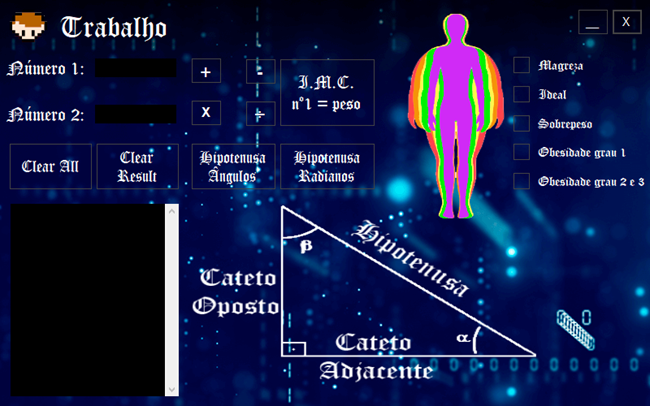 Trabalho
__ X
Número 1:
+ -
Número 2:
X ÷
I.M.C.
nº1 = peso
Magreza
Ideal
Sobrepeso
Obesidade grau 1
Obesidade grau 2 e 3
Clear All
Clear
Result
Hipotenusa
Ângulos
Hipotenusa
Radianos
β
Hipotenusa
Cateto
Oposto
α
Cateto
Adjacente